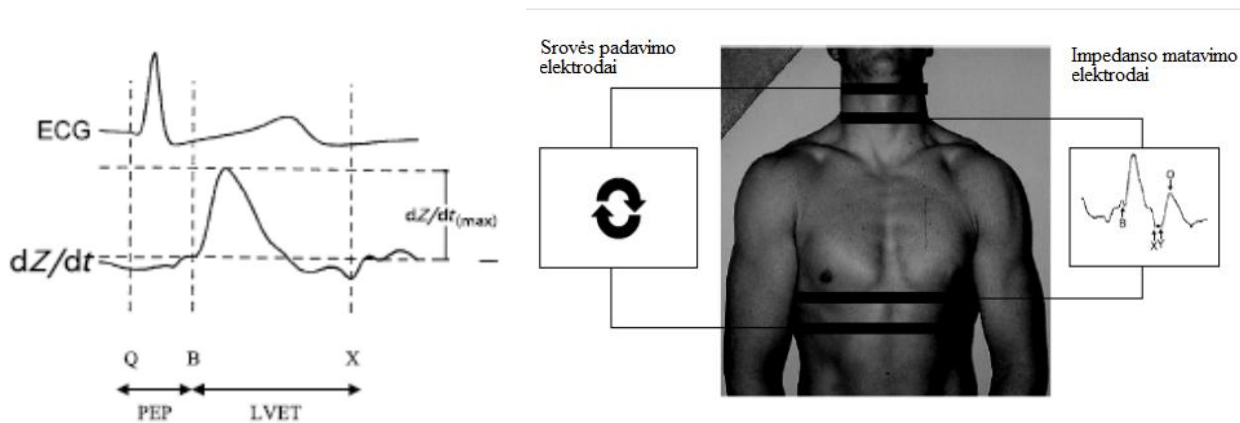 ECG
dZ/dt(max)
dZ/dt
Q B X
PEP LVET
Srovės padavimo
elektrodai
Impedanso matavimo
elektrodai
O
B
X Y